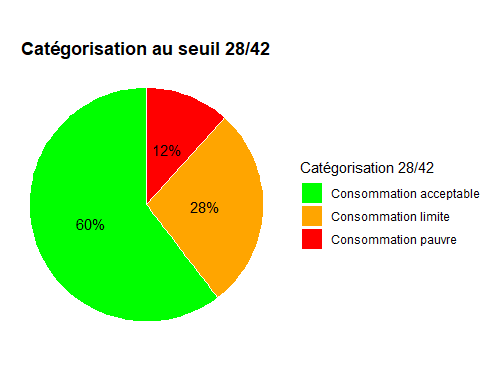 Catégorisation au seuil 28/42
12%
28%
60%
Catégorisation 28/42
Consommation acceptable
Consommation limite
Consommation pauvre